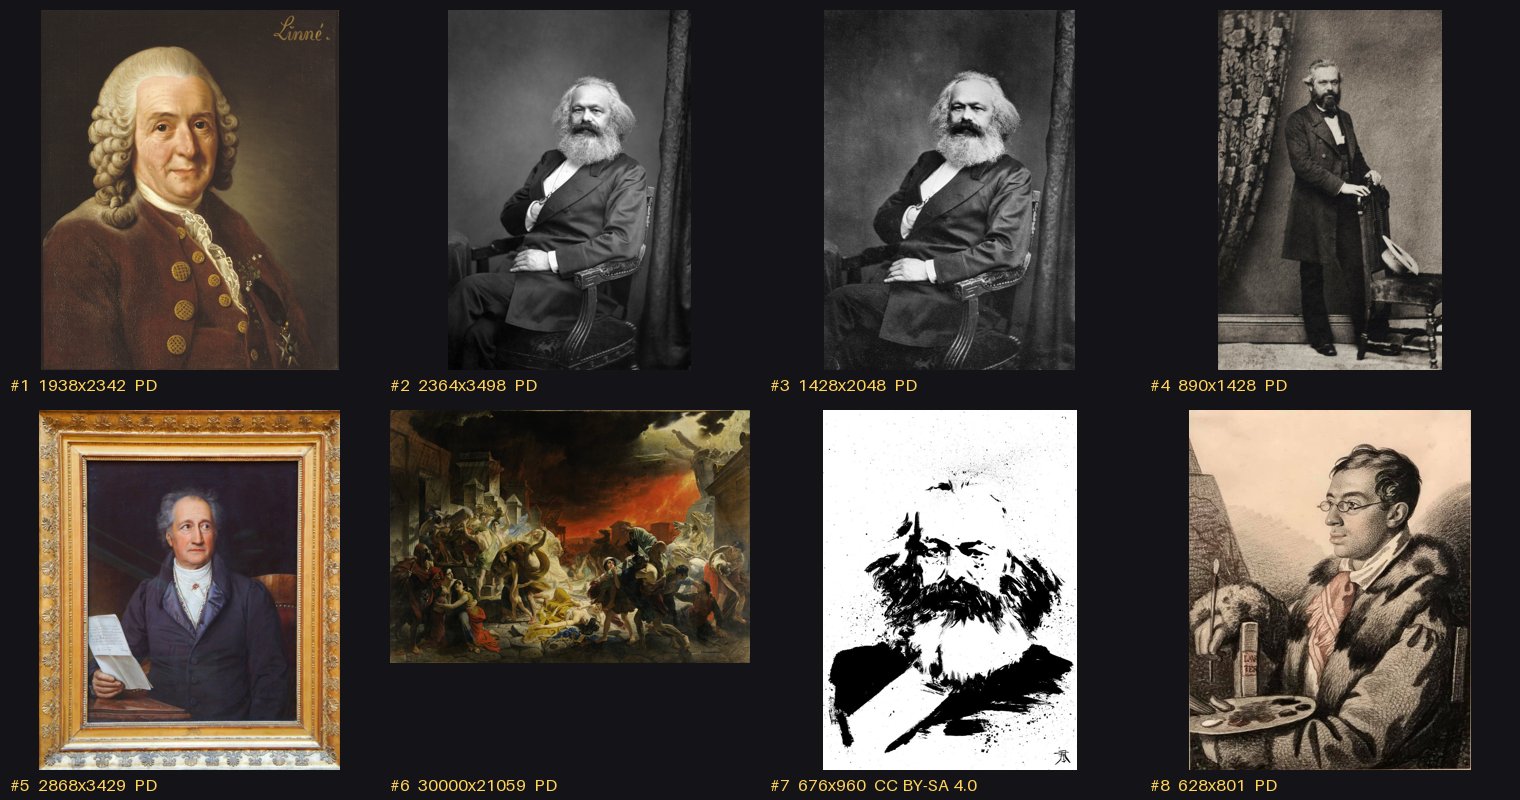 Linné.
#1 1938x2342 PD
#2 2364x3498 PD
#3 1428x2048 PD
#4 890x1428 PD
#5 2868x3429 PD
#6 30000x21059 PD
#7 676x960 CC BY-SA 4.0
#8 628x801 PD